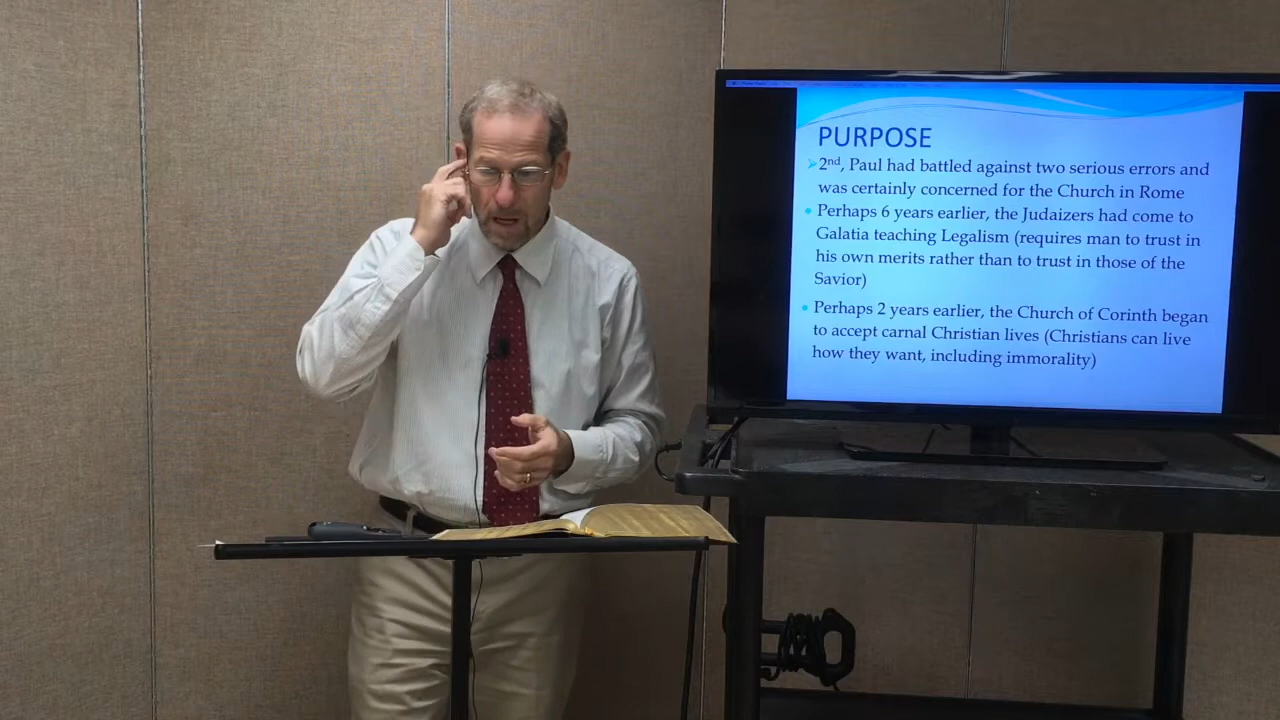 PURPOSE
2nd, Paul had battled against two serious errors and
was certainly concerned for the Church in Rome
Perhaps 6 years earlier, the Judaizers had come to
Galatia teaching Legalism (requires man to trust in
his own merits rather than to trust in those of the
Savior)
Perhaps 2 years earlier, the Church of Corinth began
to accept carnal Christian lives (Christians can live
how they want, including immorality)